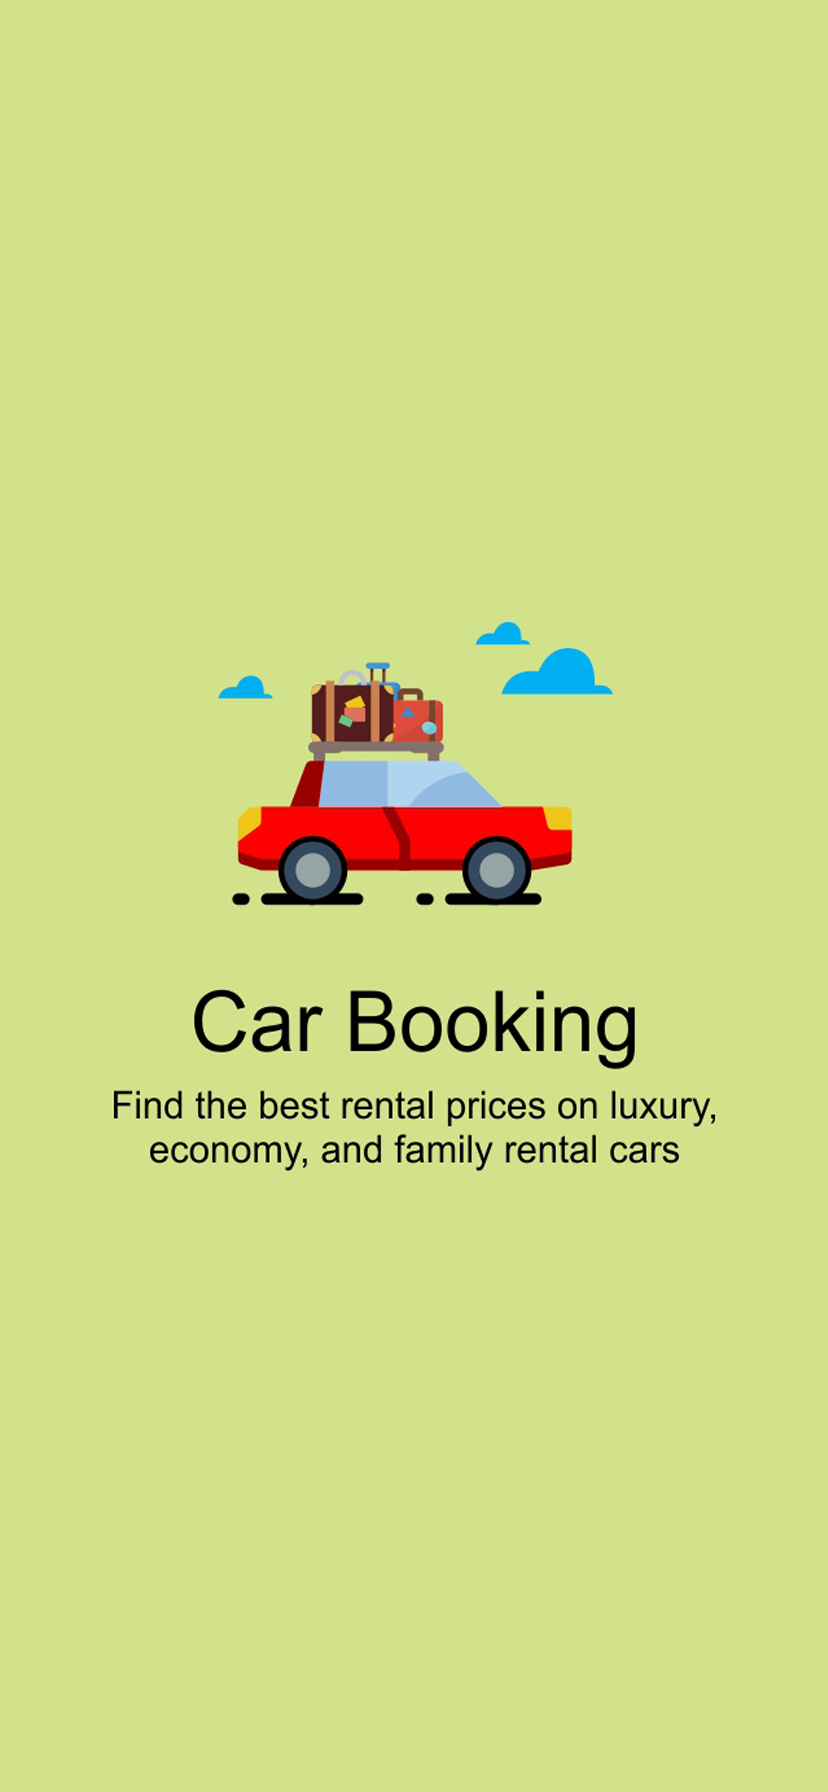 Car Booking
Find the best rental prices on luxury,
economy, and family rental cars